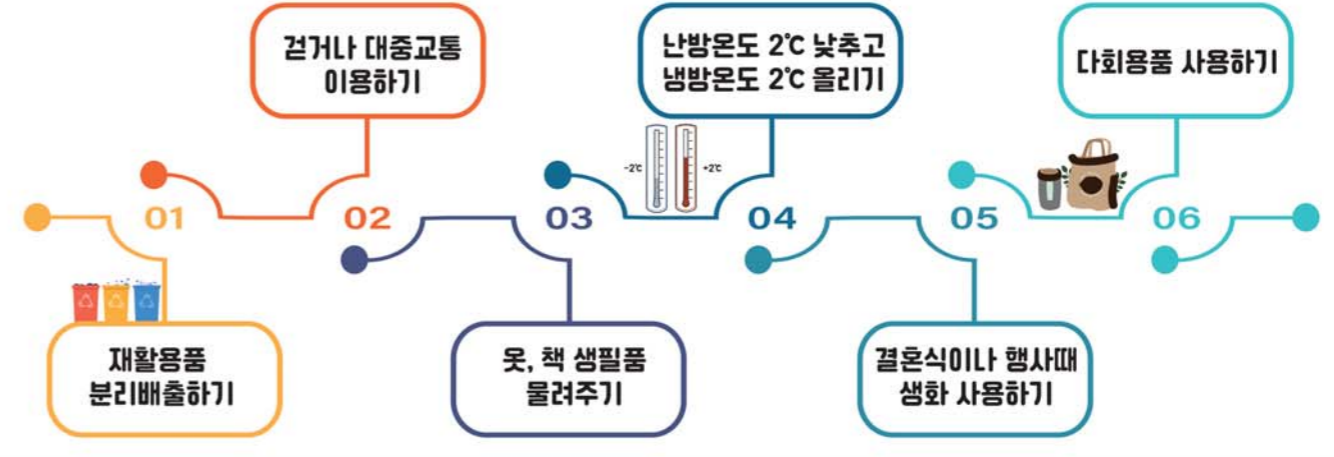 01
재활용품
분리배출하기
02
걷거나 대중교통
이용하기
03
옷, 책 생필품
물려주기
04
난방온도 2℃ 낮추고
냉방온도 2℃ 올리기
-2℃
+2℃
05
결혼식이나 행사때
생화 사용하기
06
다회용품 사용하기